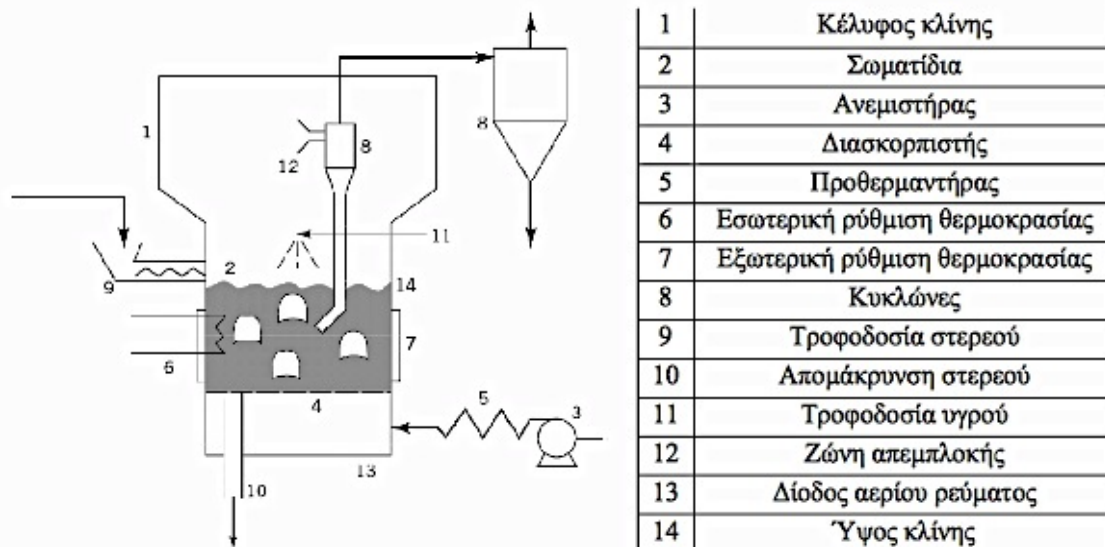 1
8
12
8
11
2
9
14
6
7
4
5
3
13
10
1 Κέλυφος κλίνης
2 Σωματίδια
3 Ανεμιστήρας
4 Διασκορπιστής
5 Προθερμαντήρας
6 Εσωτερική ρύθμιση θερμοκρασίας
7 Εξωτερική ρύθμιση θερμοκρασίας
8 Κυκλώνες
9 Τροφοδοσία στερεού
10 Απομάκρυνση στερεού
11 Τροφοδοσία υγρού
12 Ζώνη απεμπλοκής
13 Δίοδος αερίου ρεύματος
14 Ύψος κλίνης